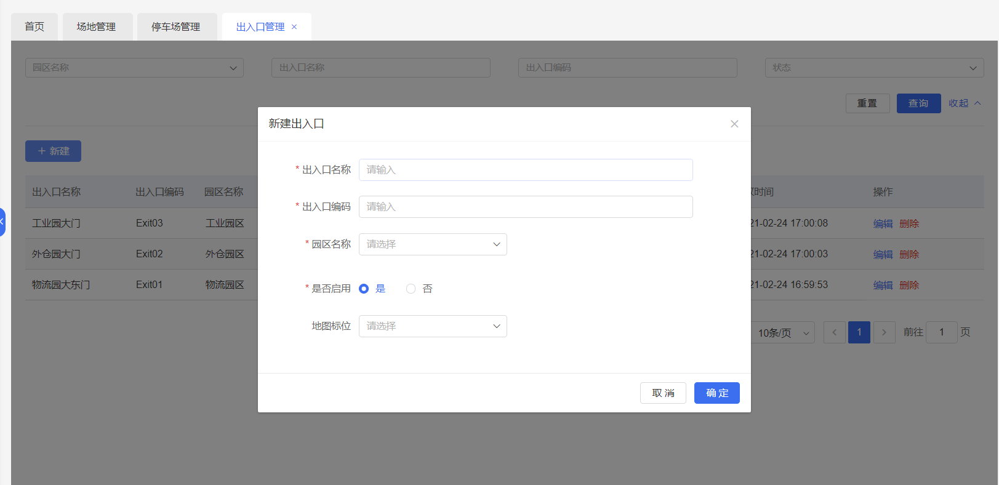 首页 场地管理 停车场管理 出入口管理 ×
园区名称 出入口名称 出入口编码 状态
重置 查询 收起
新建出入口
+ 新建
* 出入口名称 请输入
出入口名称 出入口编码 园区名称 时间 操作
* 出入口编码 请输入
工业园大门 Exit03 工业园区 21-02-24 17:00:08 编辑 删除
* 园区名称 请选择
外仓园大门 Exit02 外仓园区 21-02-24 17:00:03 编辑 删除
物流园大东门 Exit01 物流园区 21-02-24 16:59:53 编辑 删除
* 是否启用 是 否
地图标位 请选择
10条/页 1 前往 1 页
取 消 确 定